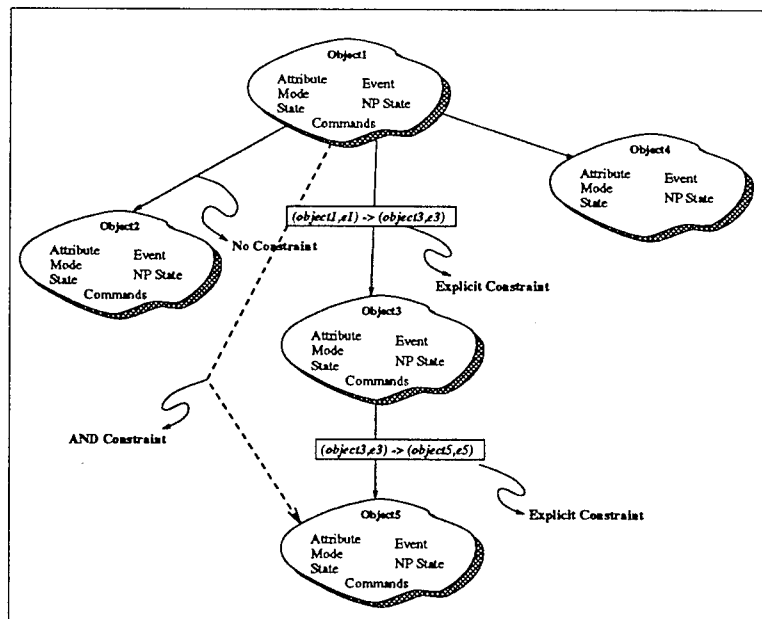 Object1
Attribute Event
Mode NP State
State
Commands
Object4
Attribute Event
Mode NP State
State
(object1,e1) -> (object3,e3)
Object2
Attribute Event
Mode NP State
State
Commands
No Constraint
Explicit Constraint
Object3
Attribute Event
Mode NP State
State
Commands
AND Constraint
(object3,e3) -> (object5,e5)
Explicit Constraint
Object5
Attribute Event
Mode NP State
State
Commands